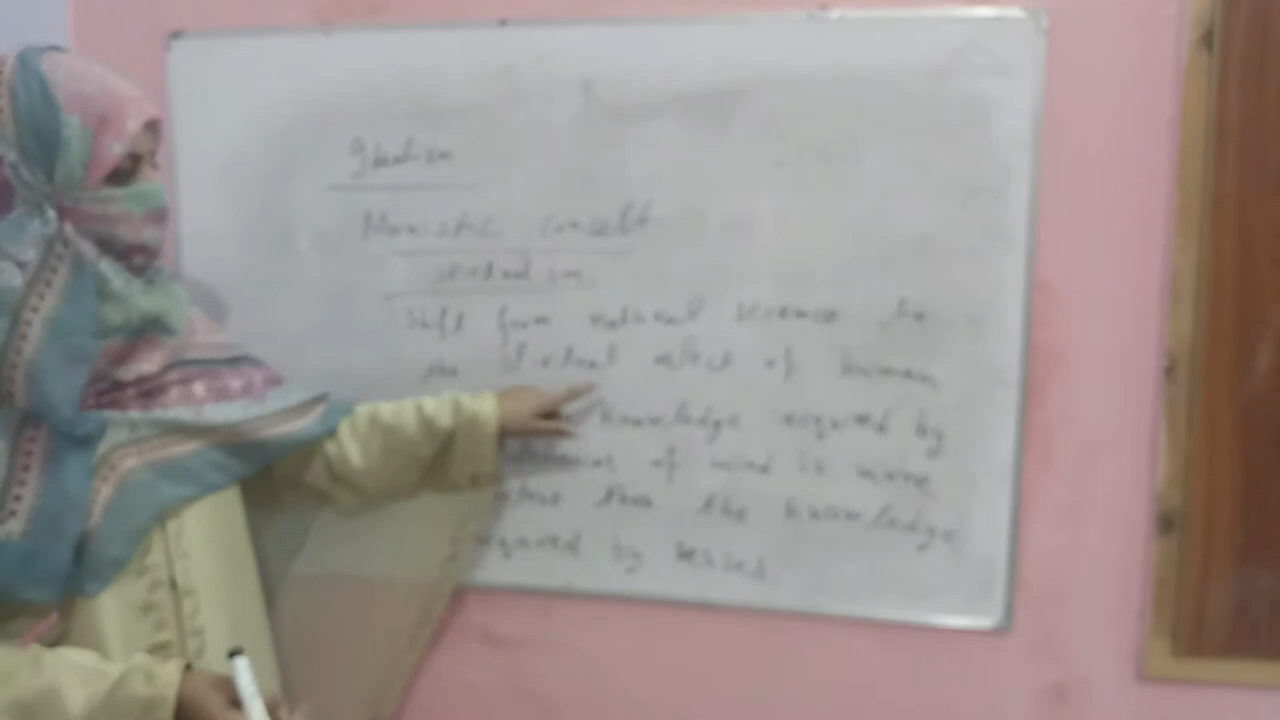 Idealism
Monistic concept
Shift from natural science to
the spiritual aspect of human
knowledge acquired by
of mind is more
than the knowledge
acquired by senses